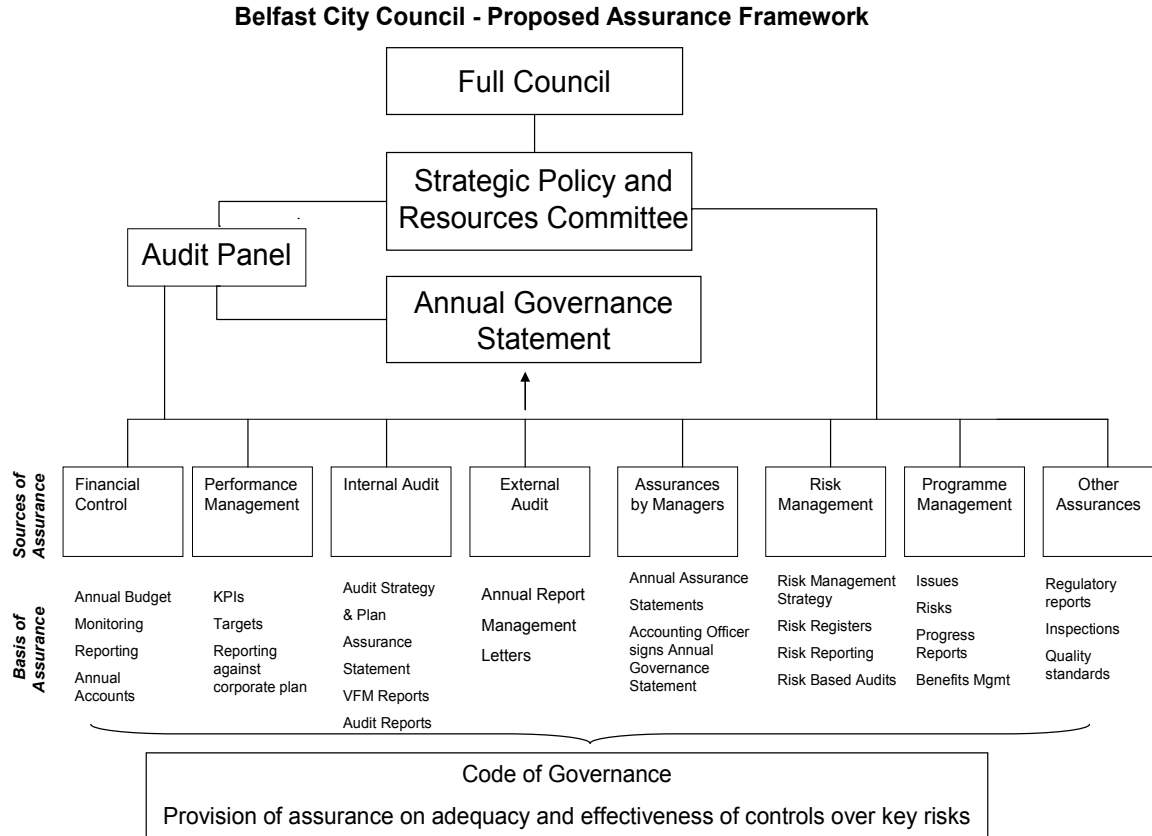 Belfast City Council - Proposed Assurance Framework
Full Council
Strategic Policy and
Resources Committee
Audit Panel
Annual Governance
Statement
Sources of
Assurance
Financial
Control
Performance
Management
Internal Audit
External
Audit
Assurances
by Managers
Risk
Management
Programme
Management
Other
Assurances
Basis of
Assurance
Annual Budget
Monitoring
Reporting
Annual
Accounts
KPIs
Targets
Reporting
against
corporate plan
Audit Strategy
& Plan
Assurance
Statement
VFM Reports
Audit Reports
Annual Report
Management
Letters
Annual Assurance
Statements
Accounting Officer
signs Annual
Governance
Statement
Risk Management
Strategy
Risk Registers
Risk Reporting
Risk Based Audits
Issues
Risks
Progress
Reports
Benefits Mgmt
Regulatory
reports
Inspections
Quality
standards
Code of Governance
Provision of assurance on adequacy and effectiveness of controls over key risks